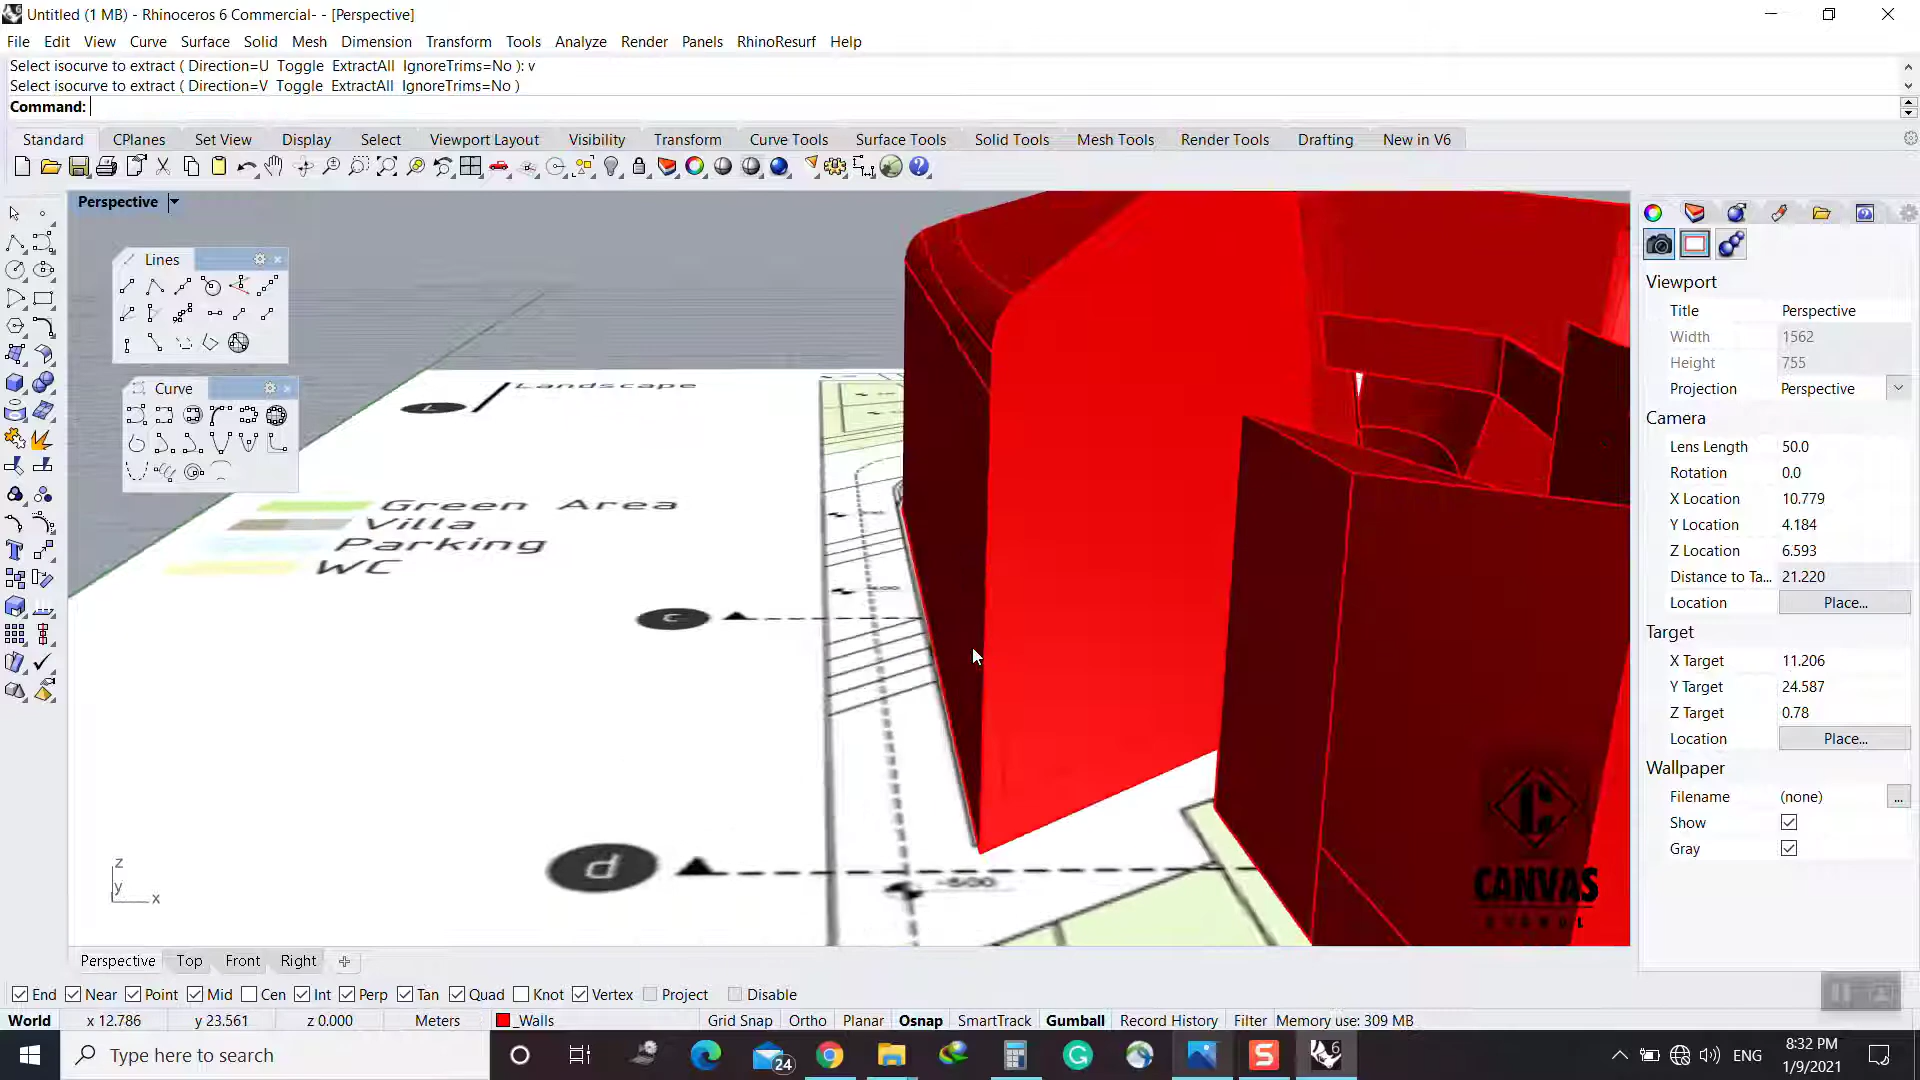 Untitled (1 MB) - Rhinoceros 6 Commercial- - [Perspective]
File Edit View Curve Surface Solid Mesh Dimension Transform Tools Analyze Render Panels RhinoResurf Help
Select isocurve to extract ( Direction=U Toggle ExtractAll IgnoreTrims=No ): v
Select isocurve to extract ( Direction=V Toggle ExtractAll IgnoreTrims=No )
Command:
Standard CPlanes Set View Display Select Viewport Layout Visibility Transform Curve Tools Surface Tools Solid Tools Mesh Tools Render Tools Drafting New in V6
Perspective
Lines
Curve
L Landscape
Green Area
Villa
Parking
WC
c
d
-600
z
y
x
CANVAS
Viewport
Title Perspective
Width 1562
Height 755
Projection Perspective
Camera
Lens Length 50.0
Rotation 0.0
X Location 10.779
Y Location 4.184
Z Location 6.593
Distance to Ta... 21.220
Location Place...
Target
X Target 11.206
Y Target 24.587
Z Target 0.78
Location Place...
Wallpaper
Filename (none) ...
Show
Gray
Perspective Top Front Right
End Near Point Mid Cen Int Perp Tan Quad Knot Vertex Project Disable
World x 12.786 y 23.561 z 0.000 Meters _Walls Grid Snap Ortho Planar Osnap SmartTrack Gumball Record History Filter Memory use: 309 MB
Type here to search
24
S
6
ENG
8:32 PM
1/9/2021